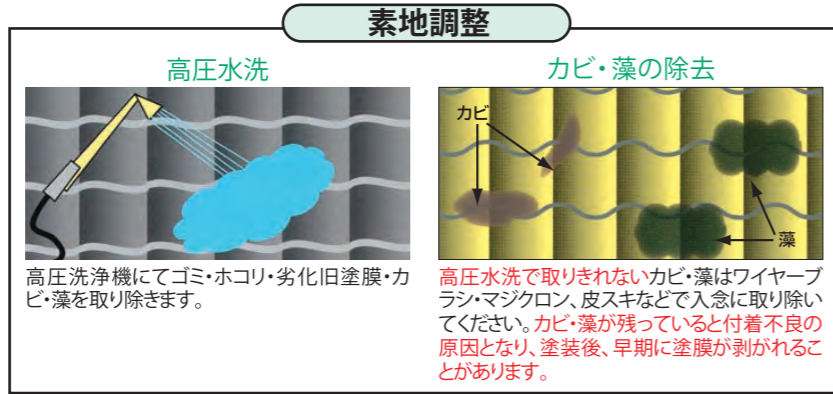 素地調整
高圧水洗
高圧洗浄機にてゴミ・ホコリ・劣化旧塗膜・カ
ビ・藻を取り除きます。
カビ・藻の除去
カビ
藻
高圧水洗で取りきれないカビ・藻はワイヤーブ
ラシ・マジクロン、皮スキなどで入念に取り除い
てください。カビ・藻が残っていると付着不良の
原因となり、塗装後、早期に塗膜が剥がれるこ
とがあります。